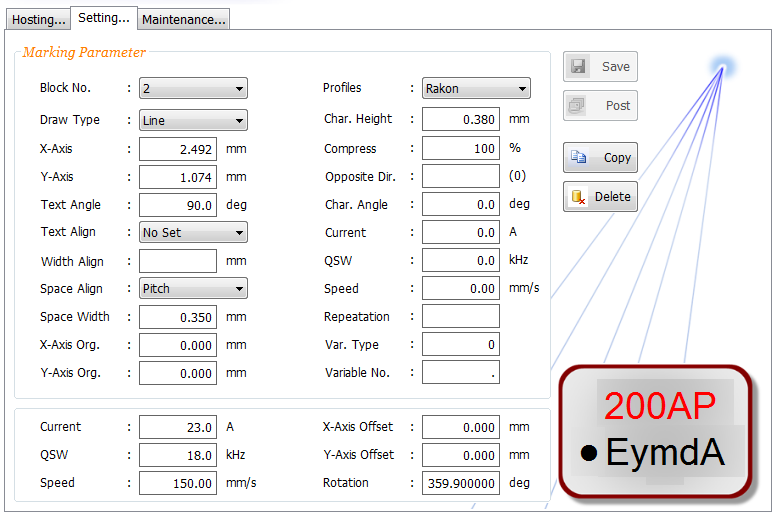 Hosting... Setting... Maintenance...
Marking Parameter
Block No. : 2 Profiles : Rakon Save
Draw Type : Line Char. Height : 0.380 mm Post
X-Axis : 2.492 mm Compress : 100 % Copy
Y-Axis : 1.074 mm Opposite Dir. : (0)
Text Angle : 90.0 deg Char. Angle : 0.0 deg Delete
Text Align : No Set Current : 0.0 A
Width Align : mm QSW : 0.0 kHz
Space Align : Pitch Speed : 0.00 mm/s
Space Width : 0.350 mm Repeatation :
X-Axis Org. : 0.000 mm Var. Type : 0
Y-Axis Org. : 0.000 mm Variable No. : .
Current : 23.0 A X-Axis Offset : 0.000 mm
QSW : 18.0 kHz Y-Axis Offset : 0.000 mm
Speed : 150.00 mm/s Rotation : 359.900000 deg
200AP
● EymdA